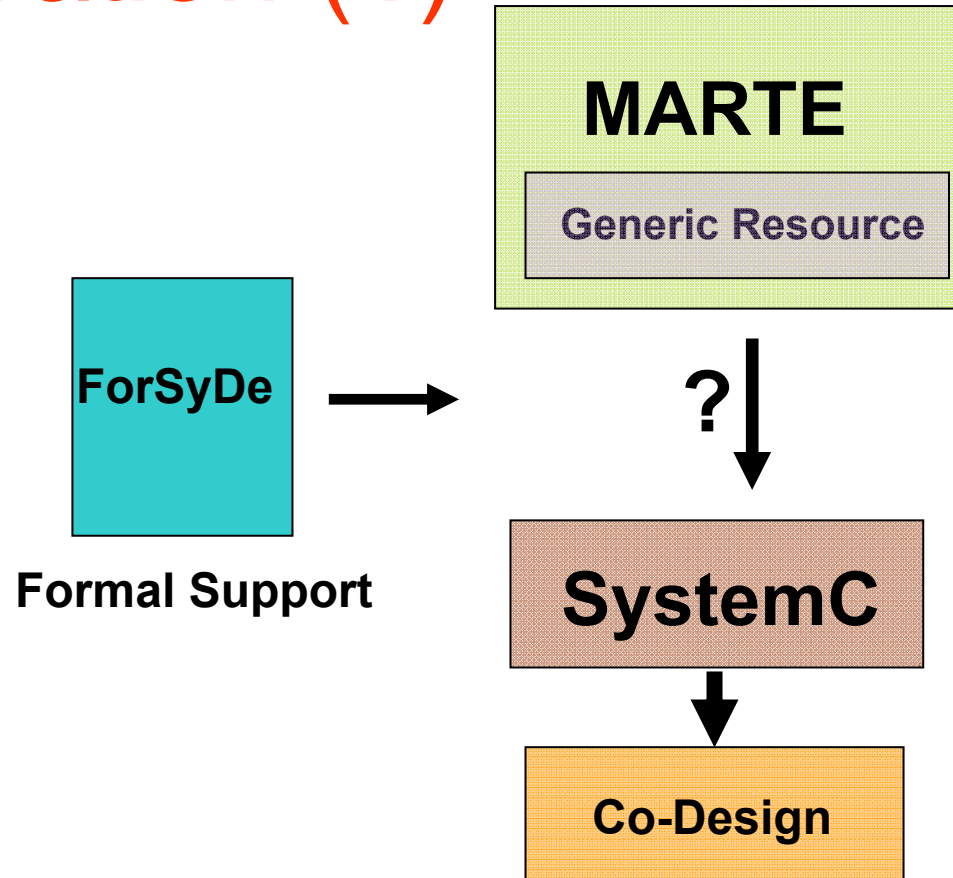 MARTE
Generic Resource
ForSyDe
?
Formal Support
SystemC
Co-Design